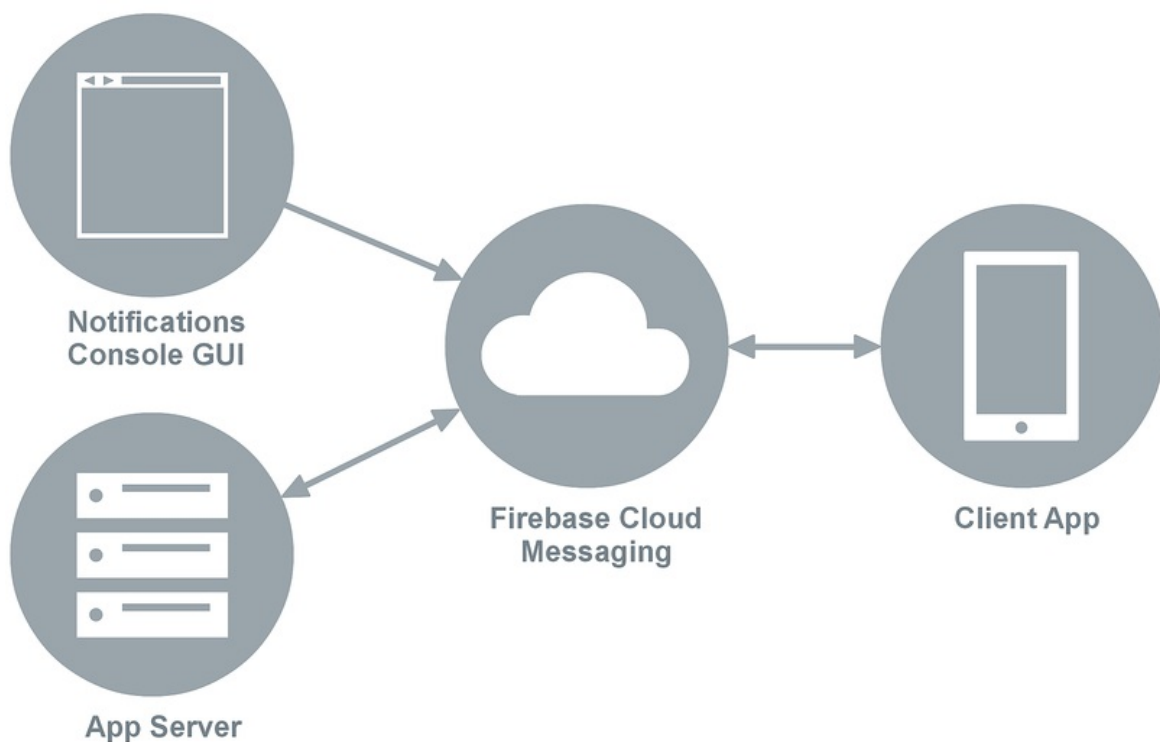 Notifications
Console GUI
Firebase Cloud
Messaging
Client App
App Server